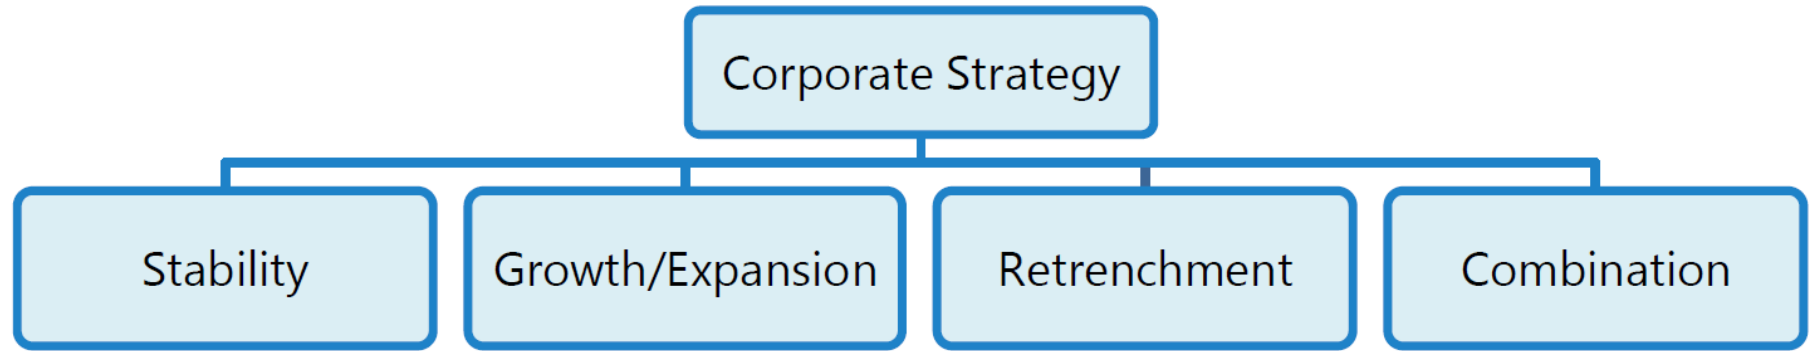 Corporate Strategy
Stability
Growth/Expansion
Retrenchment
Combination